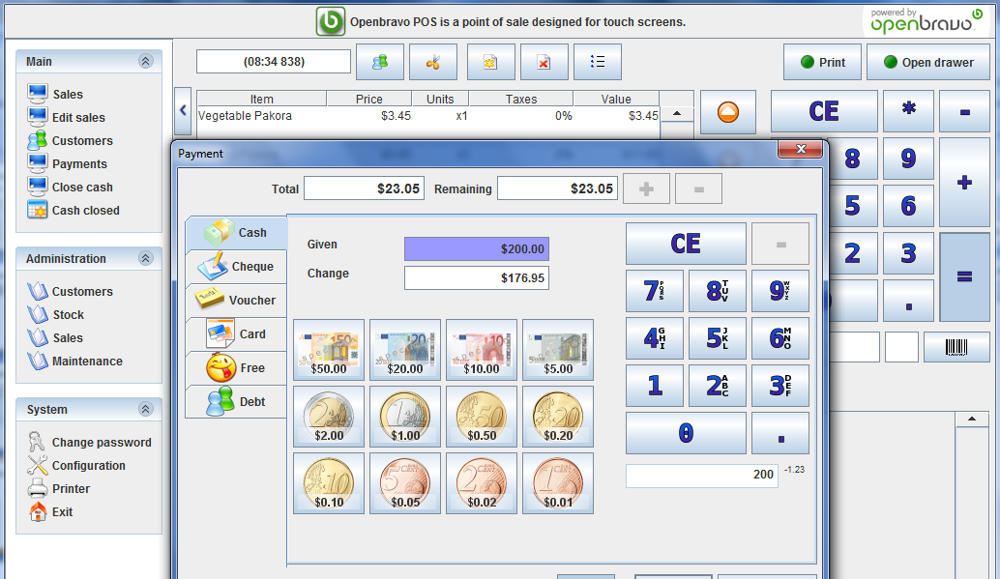 Openbravo POS is a point of sale designed for touch screens.
powered by
openbravo
Main
Sales
Edit sales
Customers
Payments
Close cash
Cash closed
Administration
Customers
Stock
Sales
Maintenance
System
Change password
Configuration
Printer
Exit
(08:34 838)
Print
Open drawer
Item Price Units Taxes Value
Vegetable Pakora $3.45 x1 0% $3.45
CE * -
8 9 +
5 6
2 3 =
.
Payment
Total $23.05 Remaining $23.05 + -
Cash
Cheque
Voucher
Card
Free
Debt
Given $200.00
Change $176.95
$50.00 $20.00 $10.00 $5.00
$2.00 $1.00 $0.50 $0.20
$0.10 $0.05 $0.02 $0.01
CE -
7 PQRS 8 TUV 9 WXYZ
4 GHI 5 JKL 6 MNO
1 2 ABC 3 DEF
0 .
200 -1.23